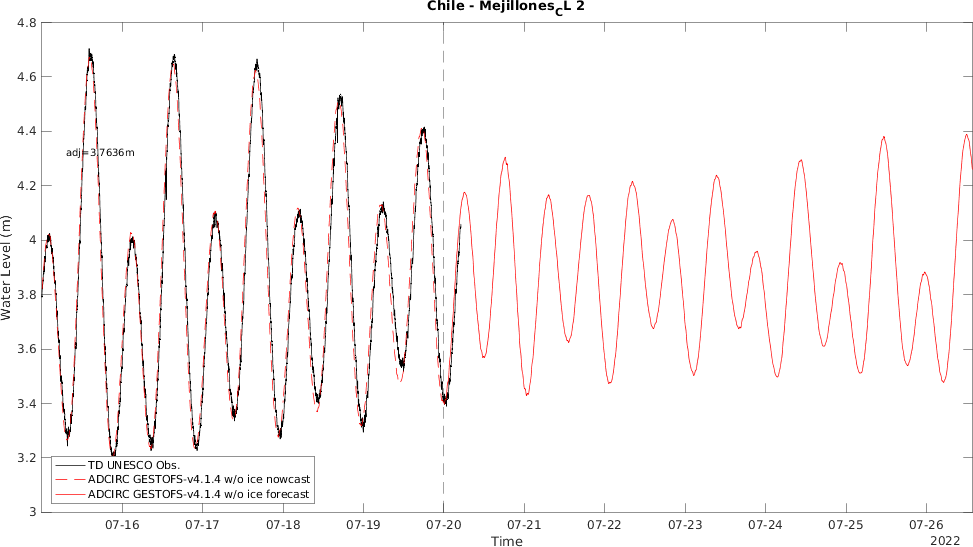 Chile - Mejillones_CL 2
4.8
4.6
4.4
4.2
4
3.8
3.6
3.4
3.2
3
Water Level (m)
adj=3.7636m
TD UNESCO Obs.
ADCIRC GESTOFS-v4.1.4 w/o ice nowcast
ADCIRC GESTOFS-v4.1.4 w/o ice forecast
07-16 07-17 07-18 07-19 07-20 07-21 07-22 07-23 07-24 07-25 07-26
Time
2022